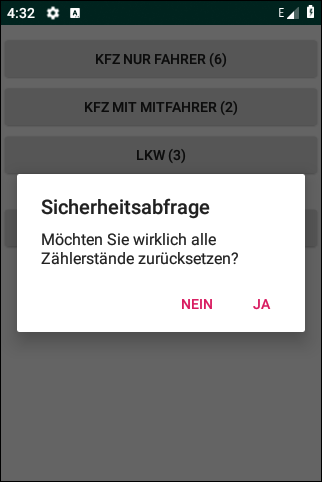 4:32
A
E
KFZ NUR FAHRER (6)
KFZ MIT MITFAHRER (2)
LKW (3)
Sicherheitsabfrage
Möchten Sie wirklich alle
Zählerstände zurücksetzen?
NEIN JA